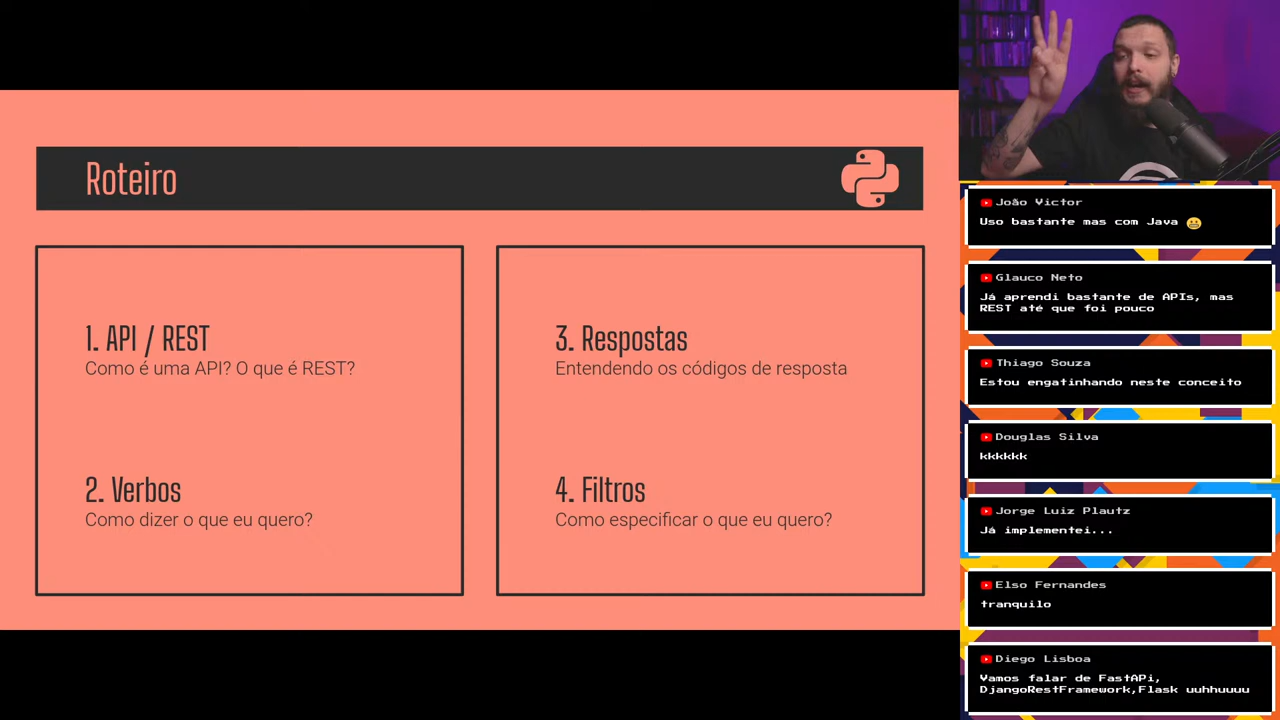 Roteiro
1. API / REST
Como é uma API? O que é REST?
2. Verbos
Como dizer o que eu quero?
3. Respostas
Entendendo os códigos de resposta
4. Filtros
Como especificar o que eu quero?
João Victor
Uso bastante mas com Java 😬
Glauco Neto
Já aprendi bastante de APIs, mas
REST até que foi pouco
Thiago Souza
Estou engatinhando neste conceito
Douglas Silva
kkkkkk
Jorge Luiz Plautz
Já implementei...
Elso Fernandes
tranquilo
Diego Lisboa
Vamos falar de FastAPi,
DjangoRestFramework,Flask uuhhuuuu